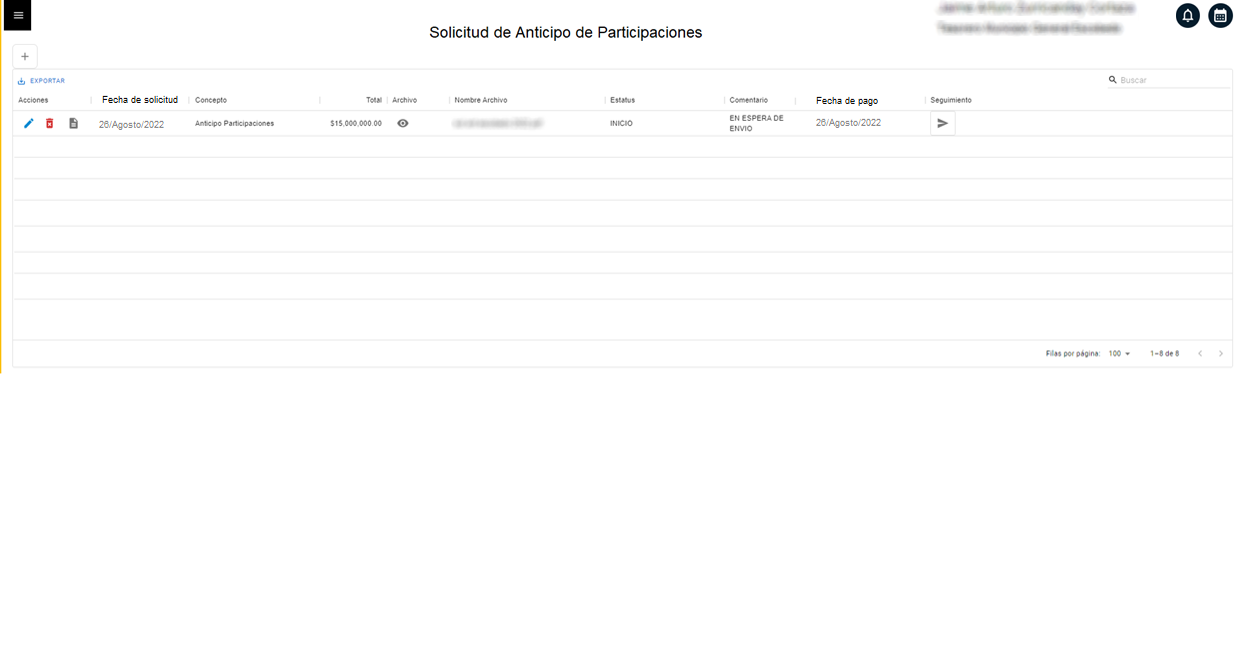 Solicitud de Anticipo de Participaciones
EXPORTAR
Buscar
Acciones Fecha de solicitud Concepto Total Archivo Nombre Archivo Estatus Comentario Fecha de pago Seguimiento
26/Agosto/2022 Anticipo Participaciones $15,000,000.00 INICIO EN ESPERA DE ENVIO 26/Agosto/2022
Filas por página: 100 1–8 de 8